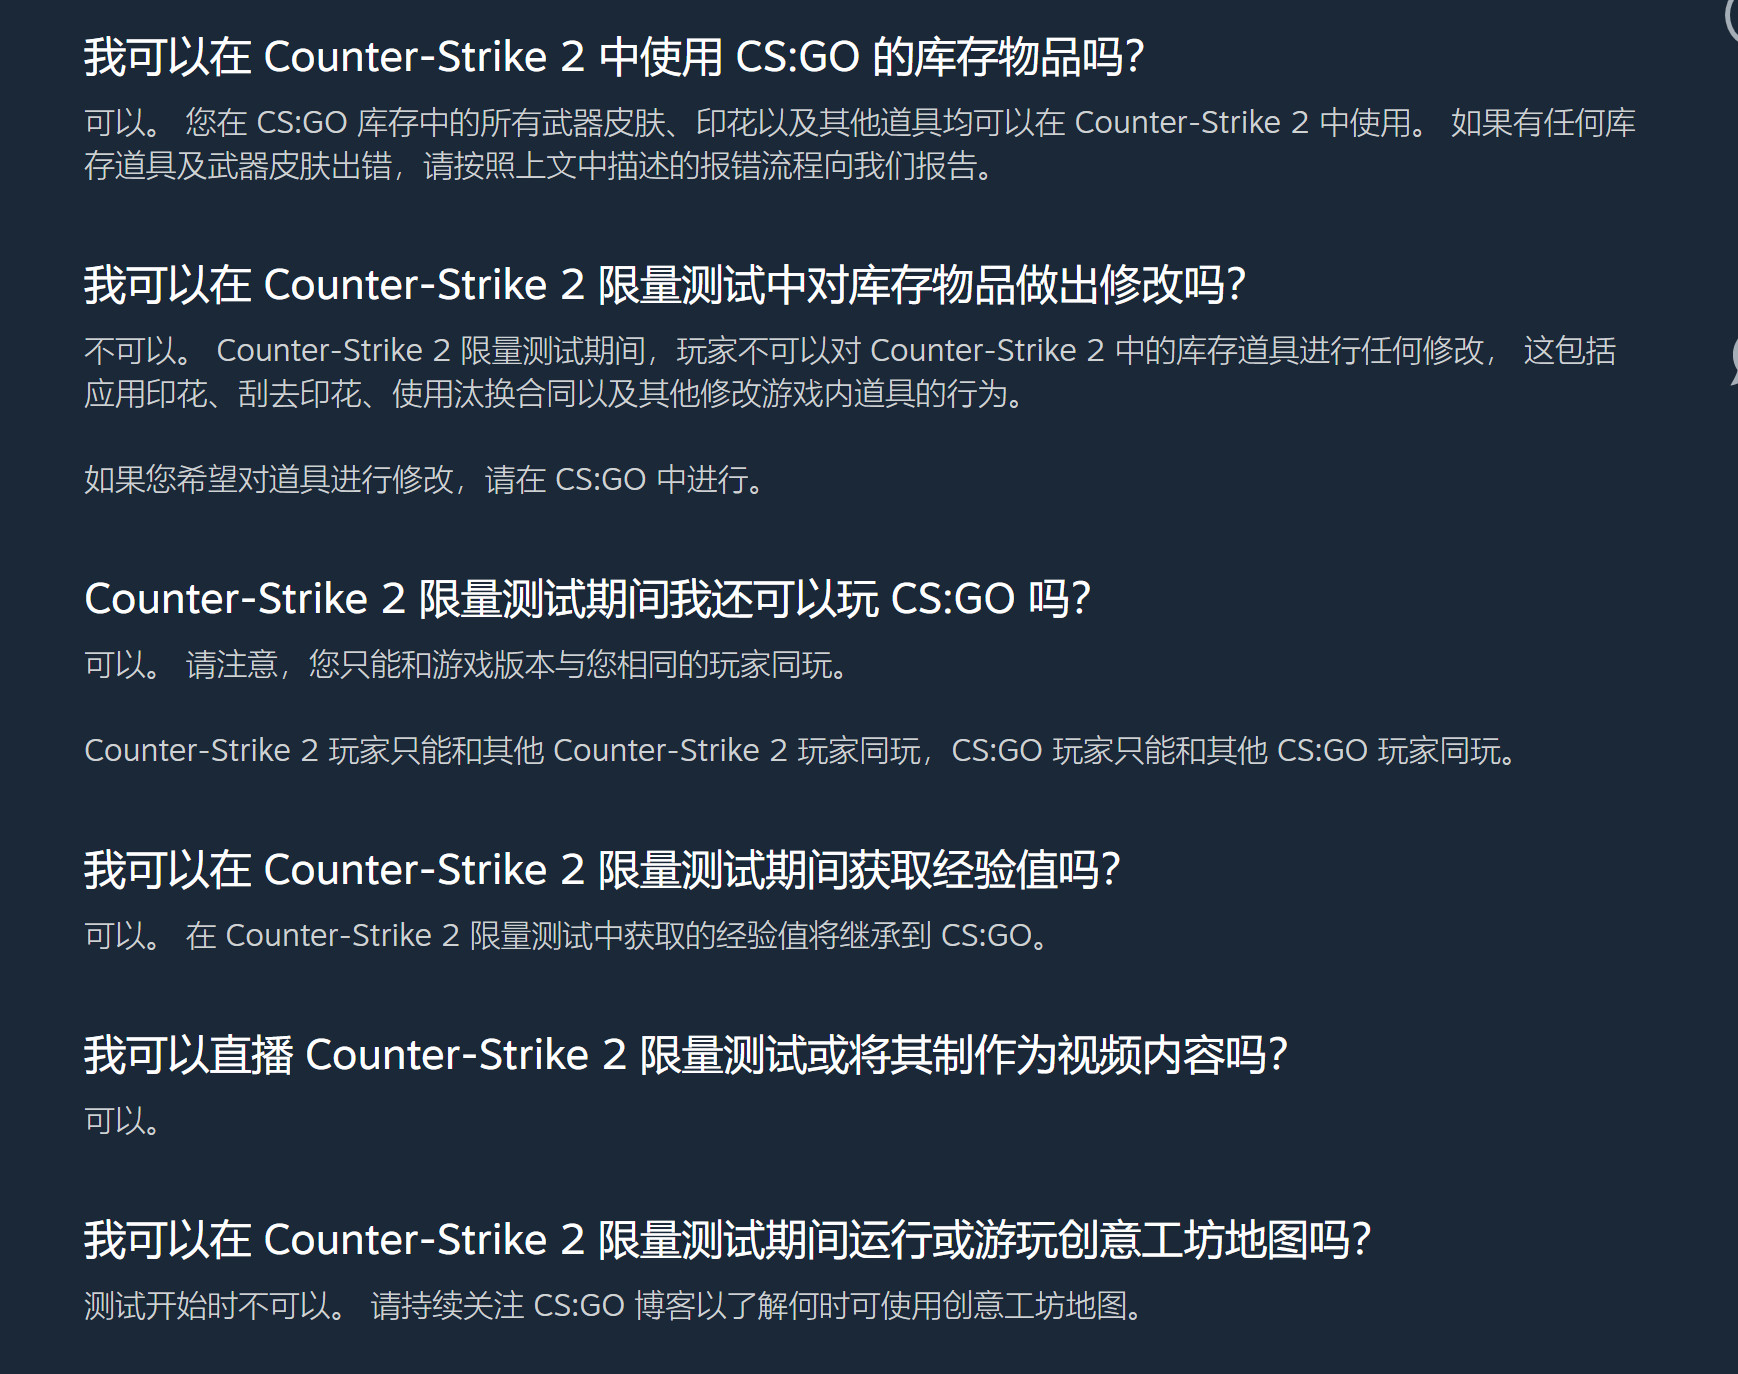 我可以在 Counter-Strike 2 中使用 CS:GO 的库存物品吗？
可以。 您在 CS:GO 库存中的所有武器皮肤、印花以及其他道具均可以在 Counter-Strike 2 中使用。 如果有任何库
存道具及武器皮肤出错，请按照上文中描述的报错流程向我们报告。
我可以在 Counter-Strike 2 限量测试中对库存物品做出修改吗？
不可以。 Counter-Strike 2 限量测试期间，玩家不可以对 Counter-Strike 2 中的库存道具进行任何修改， 这包括
应用印花、刮去印花、使用汰换合同以及其他修改游戏内道具的行为。
如果您希望对道具进行修改，请在 CS:GO 中进行。
Counter-Strike 2 限量测试期间我还可以玩 CS:GO 吗？
可以。 请注意，您只能和游戏版本与您相同的玩家同玩。
Counter-Strike 2 玩家只能和其他 Counter-Strike 2 玩家同玩，CS:GO 玩家只能和其他 CS:GO 玩家同玩。
我可以在 Counter-Strike 2 限量测试期间获取经验值吗？
可以。 在 Counter-Strike 2 限量测试中获取的经验值将继承到 CS:GO。
我可以直播 Counter-Strike 2 限量测试或将其制作为视频内容吗？
可以。
我可以在 Counter-Strike 2 限量测试期间运行或游玩创意工坊地图吗？
测试开始时不可以。 请持续关注 CS:GO 博客以了解何时可使用创意工坊地图。